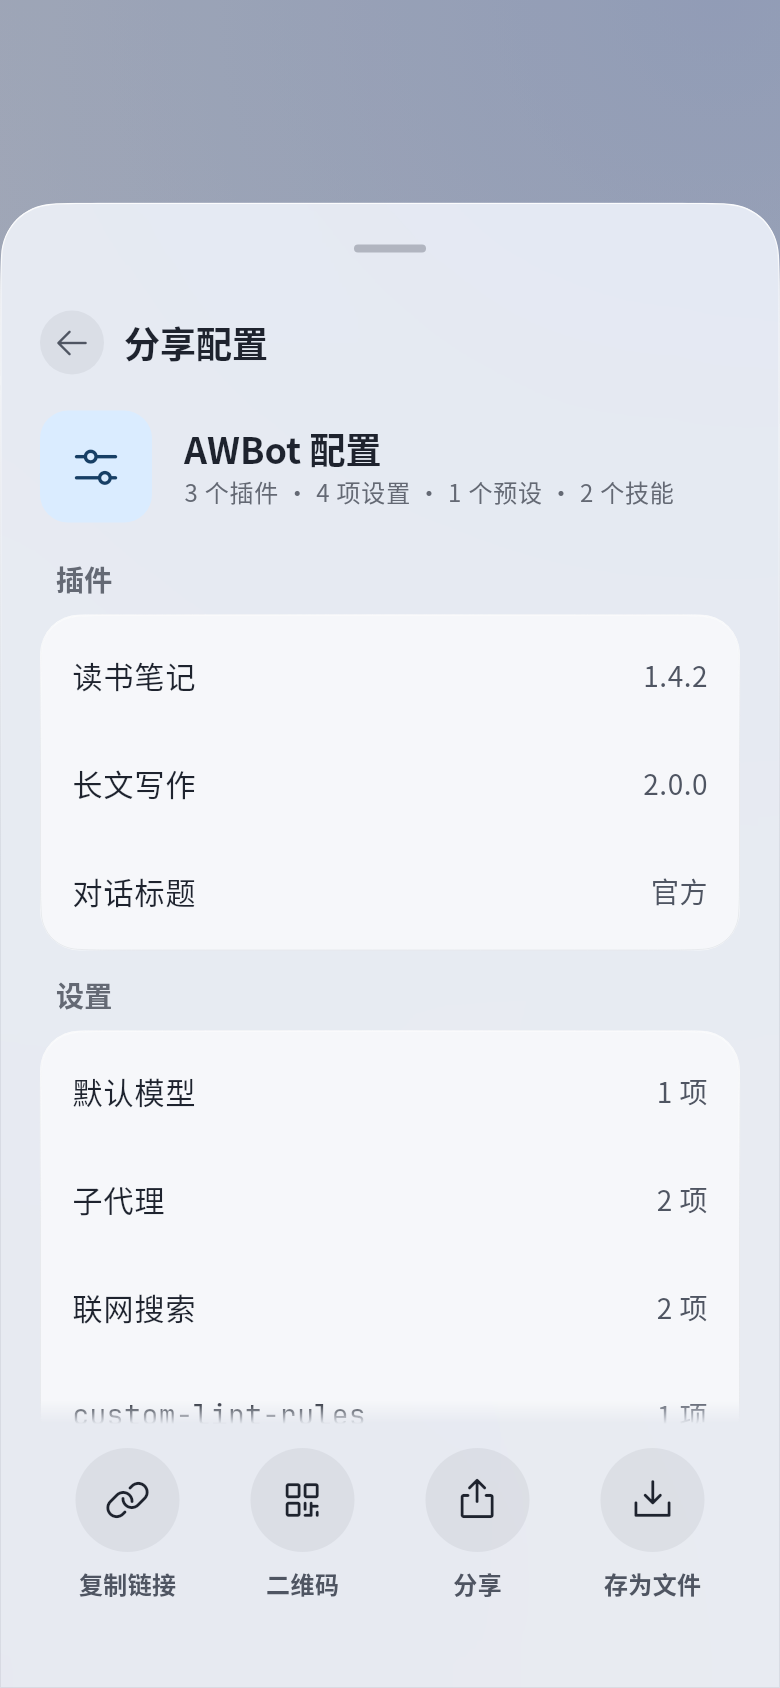 分享配置
AWBot 配置
3 个插件 • 4 项设置 • 1 个预设 • 2 个技能
插件
读书笔记 1.4.2
长文写作 2.0.0
对话标题 官方
设置
默认模型 1 项
子代理 2 项
联网搜索 2 项
custom-lint-rules 1 项
复制链接 二维码 分享 存为文件